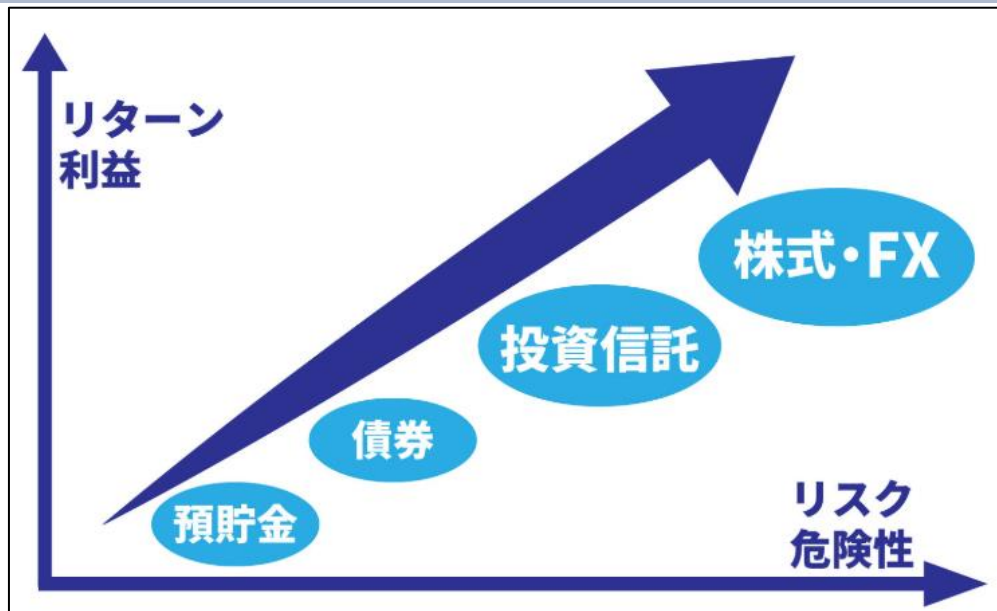 リターン
利益
株式・FX
投資信託
債券
預貯金
リスク
危険性